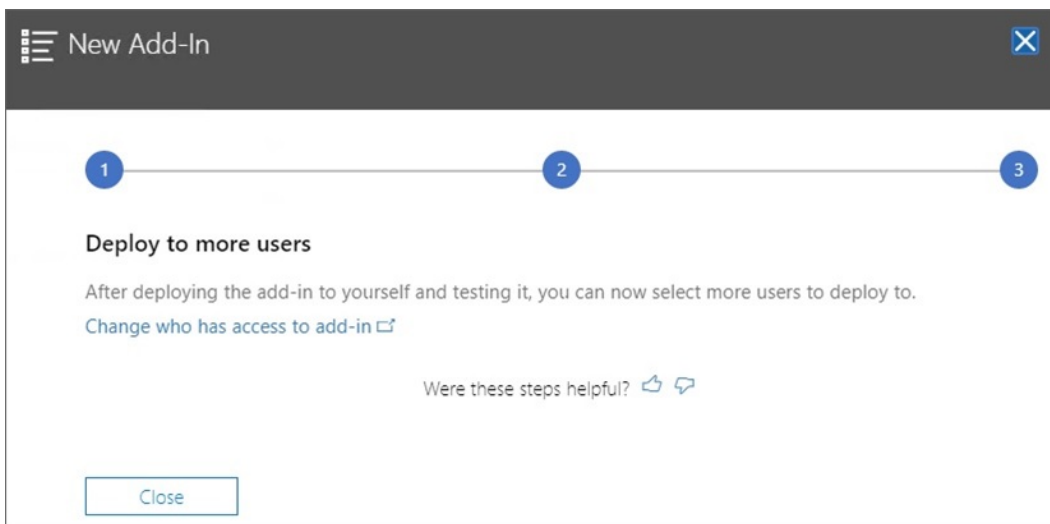 New Add-In
1
2
3
Deploy to more users
After deploying the add-in to yourself and testing it, you can now select more users to deploy to.
Change who has access to add-in
Were these steps helpful?
Close